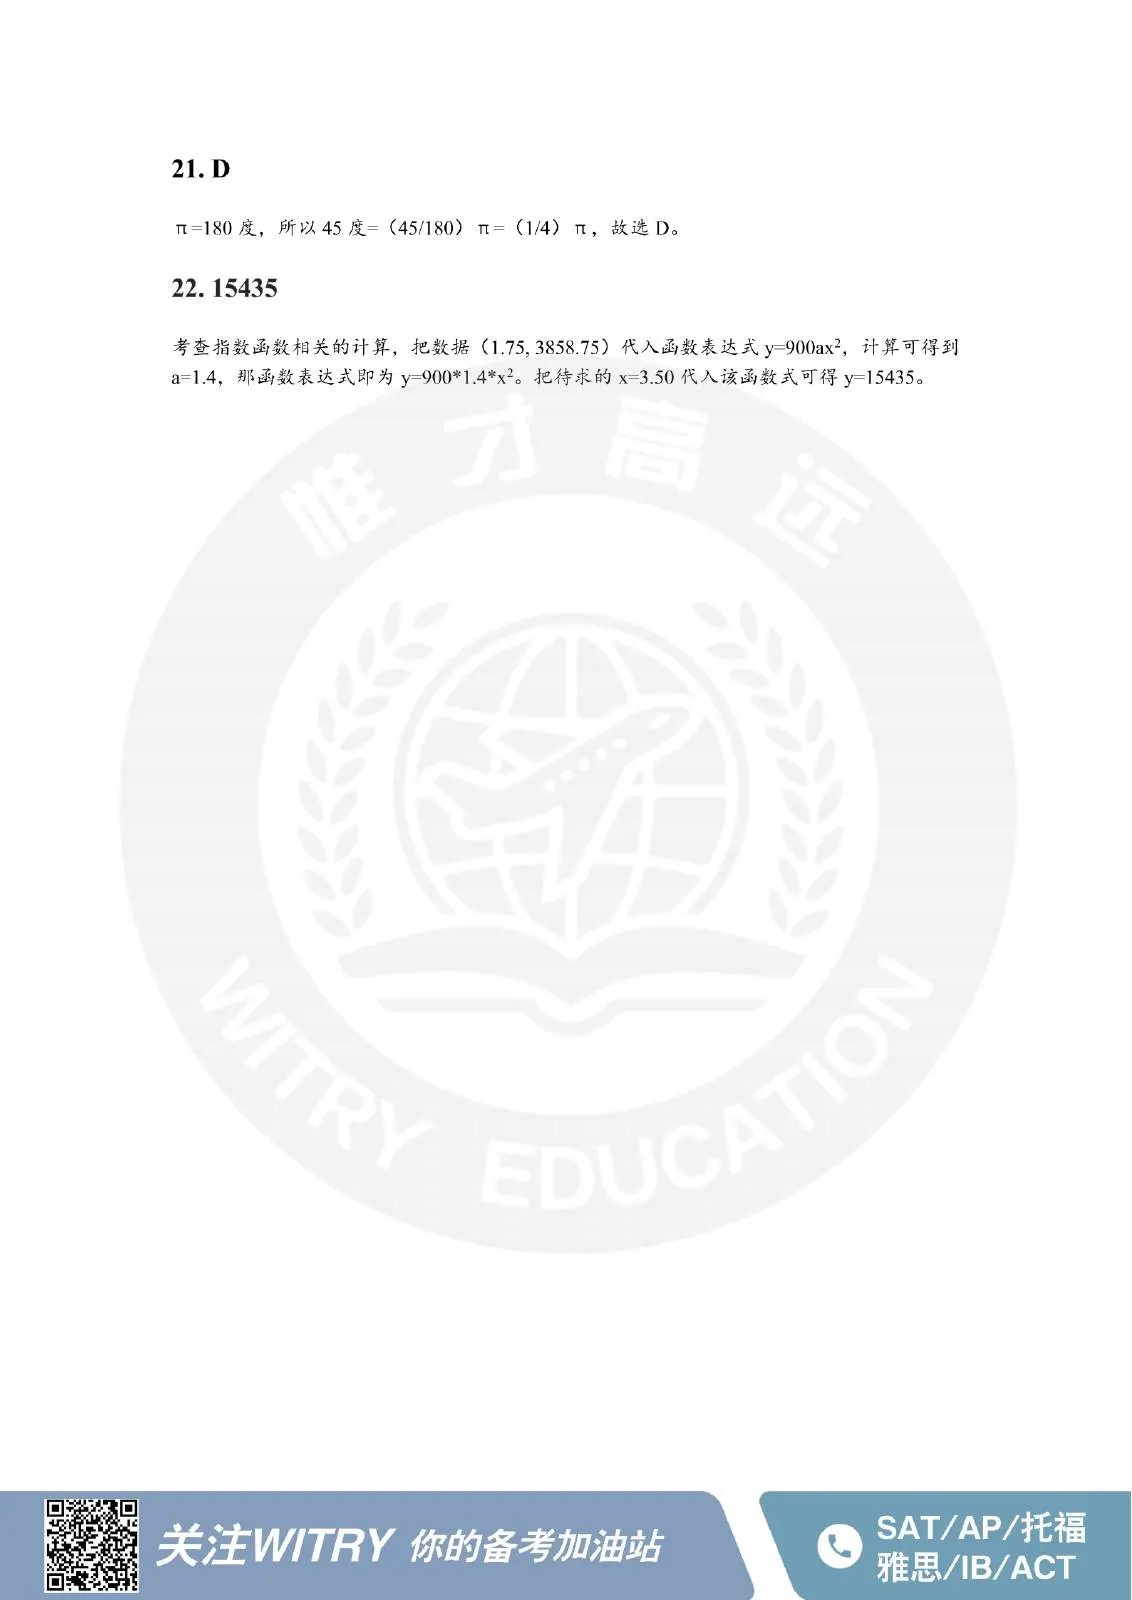 21. D
π=180 度，所以 45 度=（45/180）π=（1/4）π，故选 D。
22. 15435
考查指数函数相关的计算，把数据（1.75, 3858.75）代入函数表达式 y=900ax²，计算可得到
a=1.4，那函数表达式即为 y=900*1.4*x²。把待求的 x=3.50 代入该函数式可得 y=15435。
惟才高远
WITRY EDUCATION
关注WITRY 你的备考加油站
SAT/AP/托福
雅思/IB/ACT